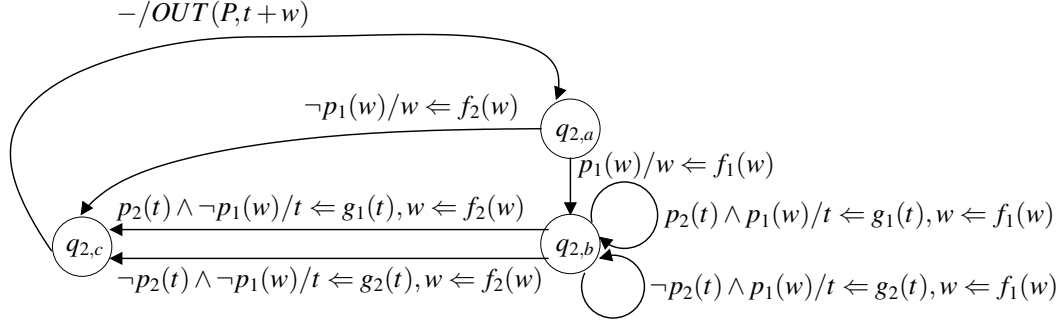 −/OUT(P,t + w)
¬p₁(w)/w ⇐ f₂(w)
q₂,ₐ
p₁(w)/w ⇐ f₁(w)
p₂(t) ∧ ¬p₁(w)/t ⇐ g₁(t), w ⇐ f₂(w)
p₂(t) ∧ p₁(w)/t ⇐ g₁(t), w ⇐ f₁(w)
q₂,c
q₂,b
¬p₂(t) ∧ ¬p₁(w)/t ⇐ g₂(t), w ⇐ f₂(w)
¬p₂(t) ∧ p₁(w)/t ⇐ g₂(t), w ⇐ f₁(w)